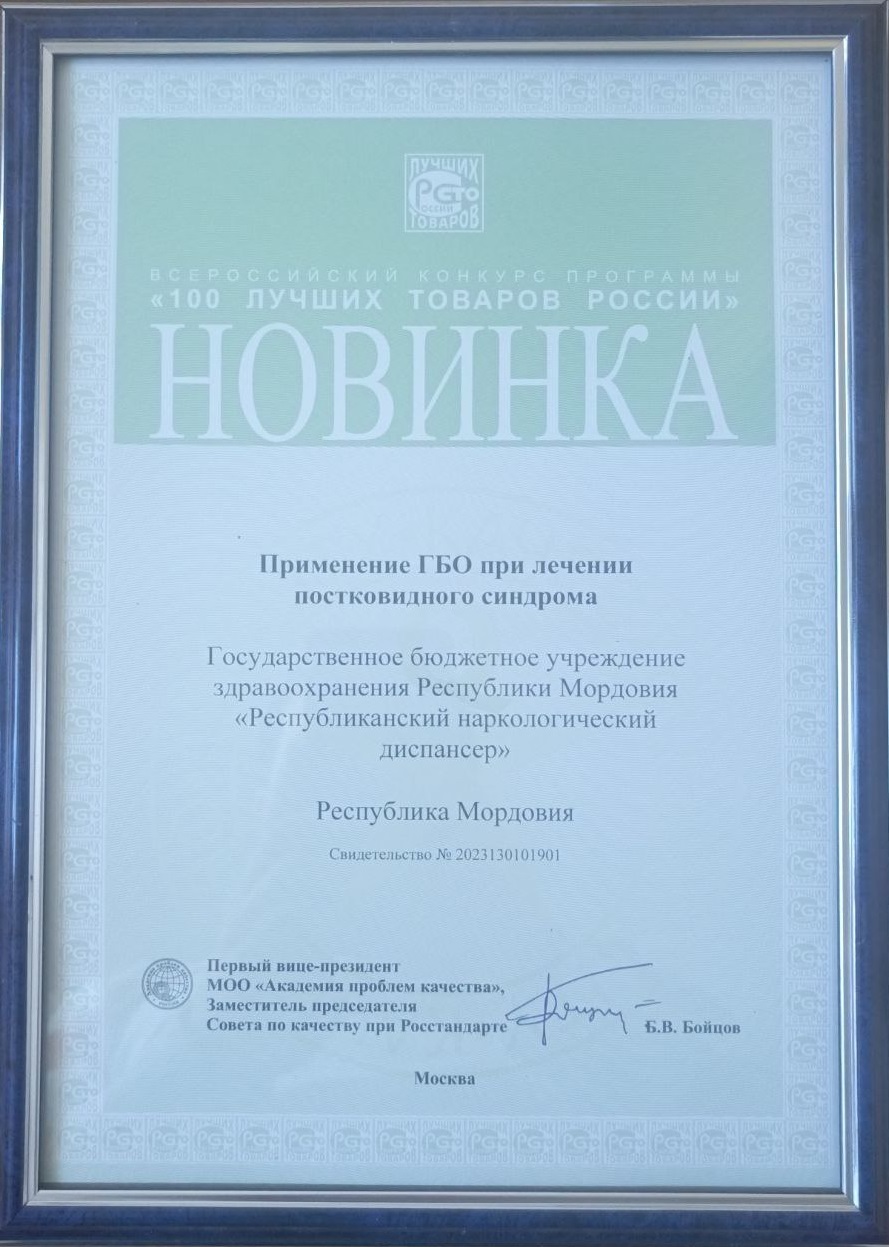 ЛУЧШИХ
PGТО
РОССИИ
ТОВАРОВ
ВСЕРОССИЙСКИЙ КОНКУРС ПРОГРАММЫ
«100 ЛУЧШИХ ТОВАРОВ РОССИИ»
НОВИНКА
Применение ГБО при лечении
постковидного синдрома
Государственное бюджетное учреждение
здравоохранения Республики Мордовия
«Республиканский наркологический
диспансер»
Республика Мордовия
Свидетельство № 2023130101901
Первый вице-президент
МОО «Академия проблем качества»,
Заместитель председателя
Совета по качеству при Росстандарте
Б.В. Бойцов
Москва